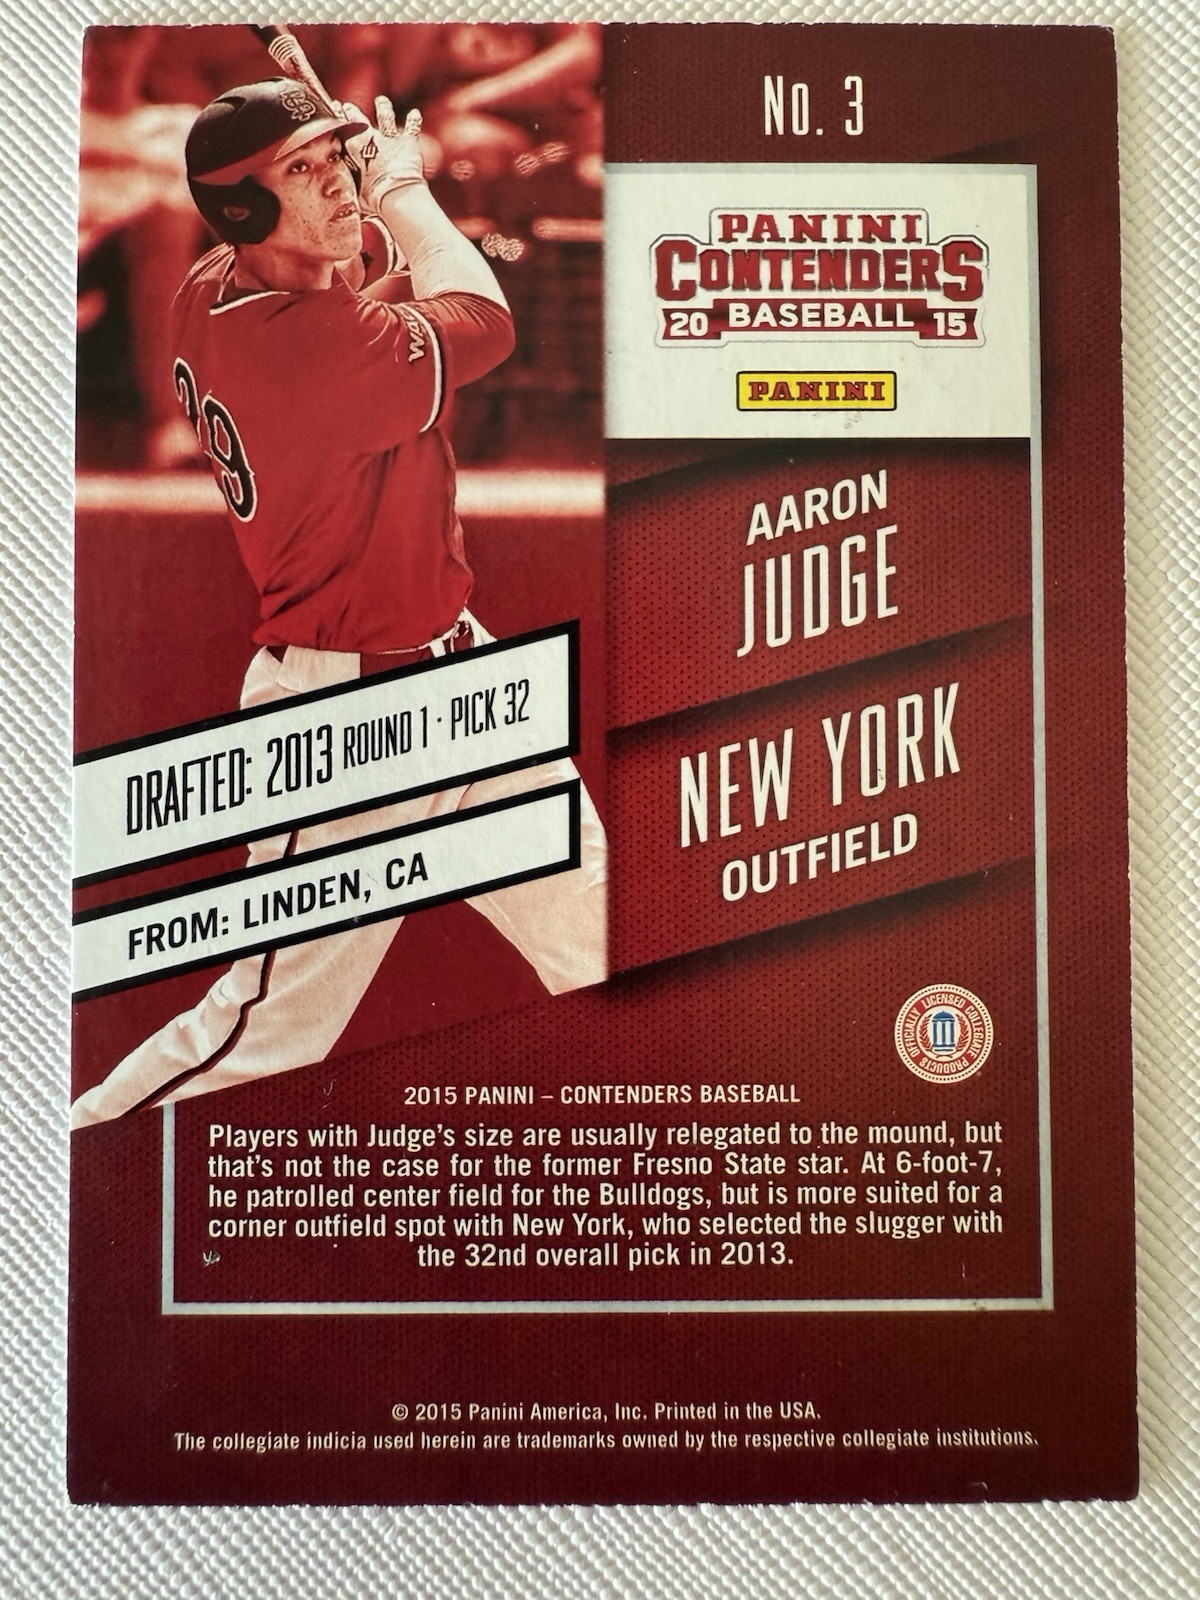 No. 3
PANINI
CONTENDERS
20 BASEBALL 15
PANINI
AARON
JUDGE
NEW YORK
OUTFIELD
29
DRAFTED: 2013 ROUND 1 · PICK 32
FROM: LINDEN, CA
OFFICIALLY LICENSED COLLEGIATE PRODUCTS
2015 PANINI – CONTENDERS BASEBALL
Players with Judge's size are usually relegated to the mound, but
that's not the case for the former Fresno State star. At 6-foot-7,
he patrolled center field for the Bulldogs, but is more suited for a
corner outfield spot with New York, who selected the slugger with
the 32nd overall pick in 2013.
© 2015 Panini America, Inc. Printed in the USA.
The collegiate indicia used herein are trademarks owned by the respective collegiate institutions.